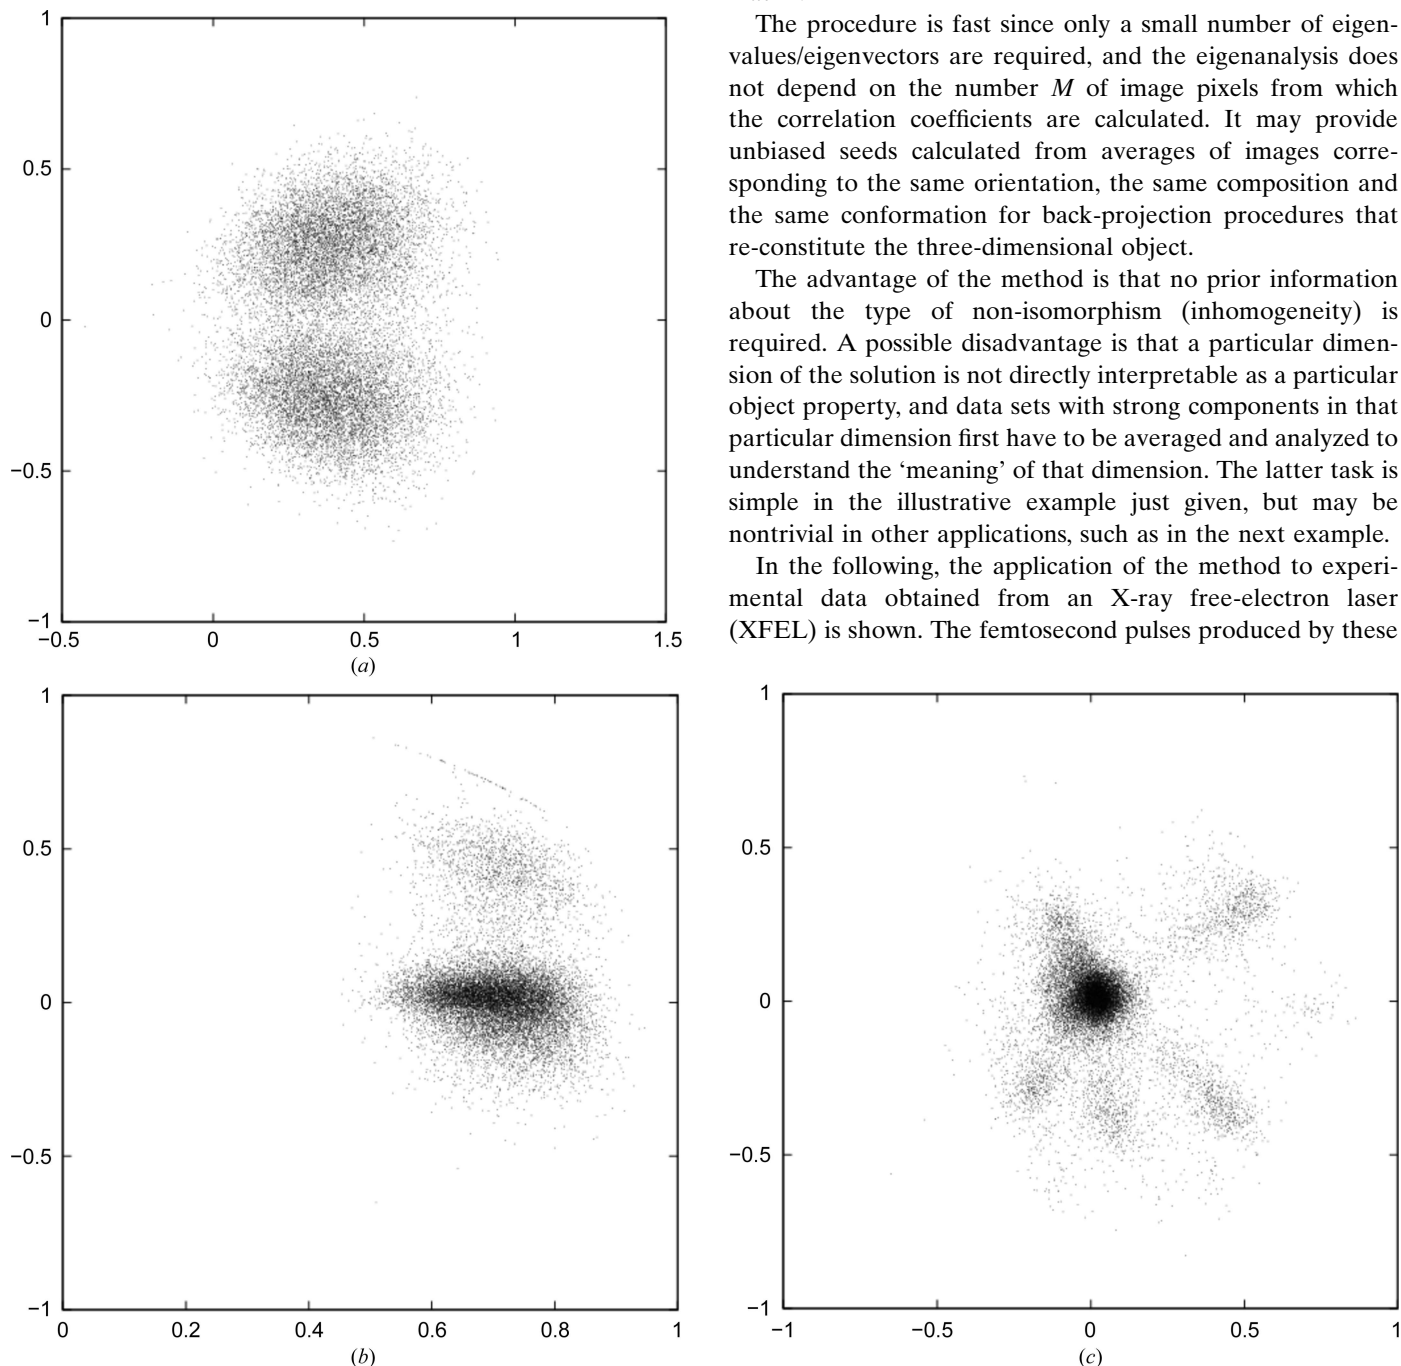 The procedure is fast since only a small number of eigen-
values/eigenvectors are required, and the eigenanalysis does
not depend on the number M of image pixels from which
the correlation coefficients are calculated. It may provide
unbiased seeds calculated from averages of images corre-
sponding to the same orientation, the same composition and
the same conformation for back-projection procedures that
re-constitute the three-dimensional object.
The advantage of the method is that no prior information
about the type of non-isomorphism (inhomogeneity) is
required. A possible disadvantage is that a particular dimen-
sion of the solution is not directly interpretable as a particular
object property, and data sets with strong components in that
particular dimension first have to be averaged and analyzed to
understand the ‘meaning’ of that dimension. The latter task is
simple in the illustrative example just given, but may be
nontrivial in other applications, such as in the next example.
In the following, the application of the method to experi-
mental data obtained from an X-ray free-electron laser
(XFEL) is shown. The femtosecond pulses produced by these
1
0.5
0
−0.5
−1
−0.5 0 0.5 1 1.5
(a)
1
0.5
0
−0.5
−1
0 0.2 0.4 0.6 0.8 1
(b)
1
0.5
0
−0.5
−1
−1 −0.5 0 0.5 1
(c)